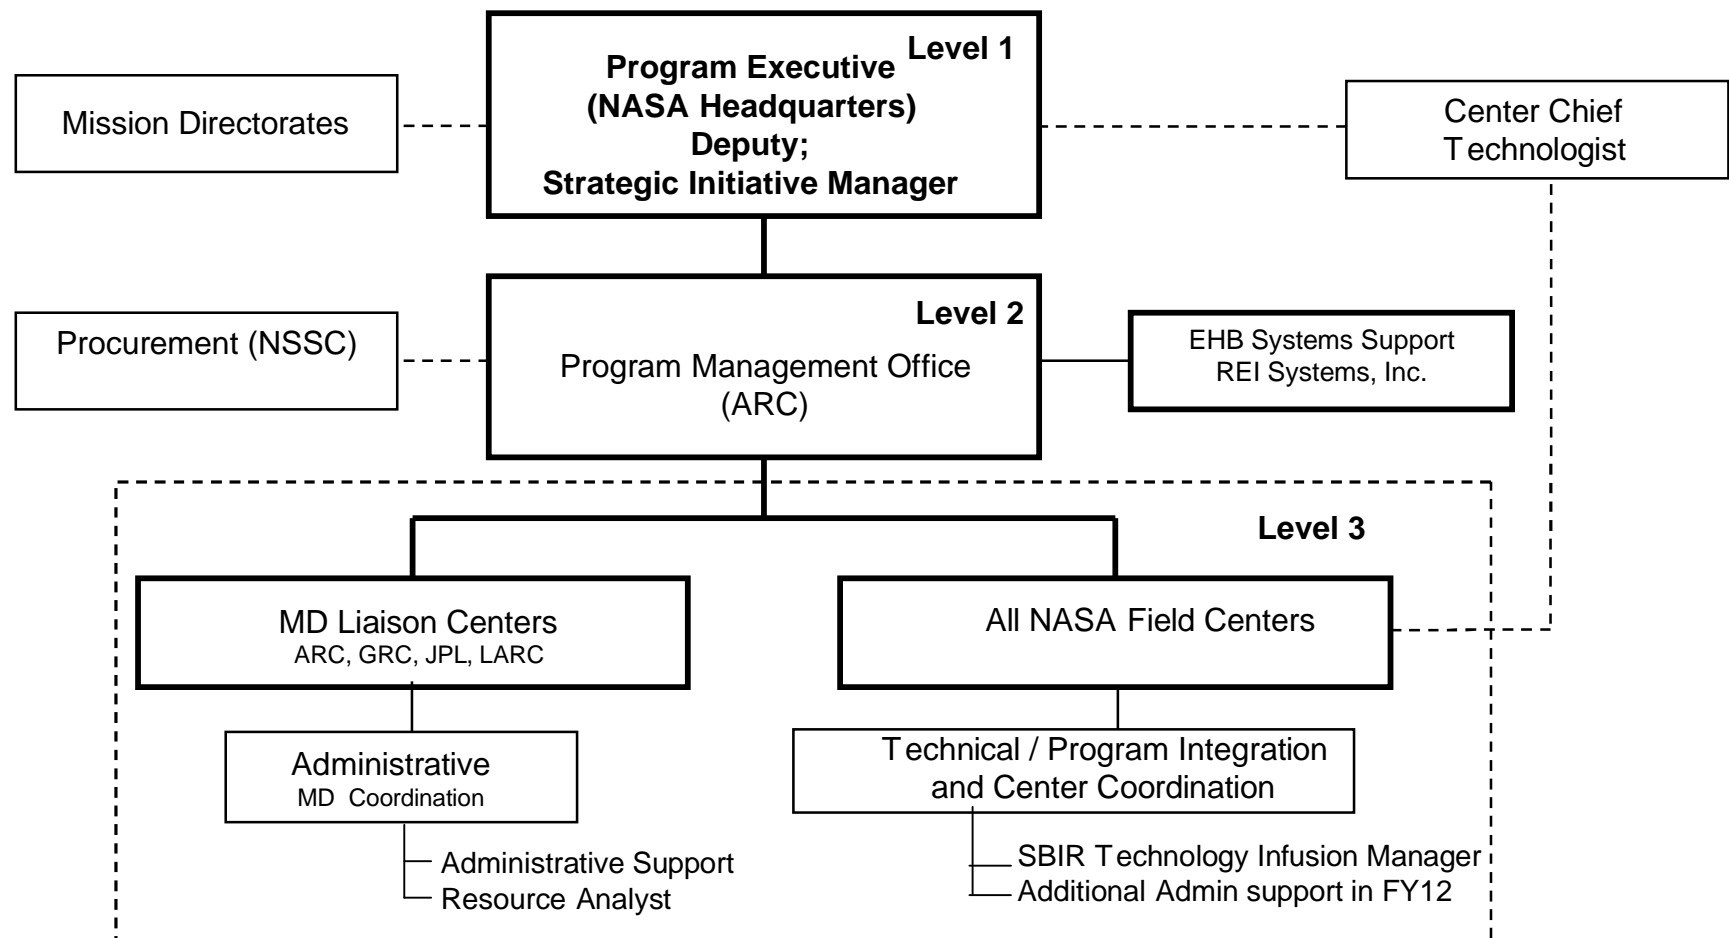 Level 1
Program Executive
(NASA Headquarters)
Deputy;
Strategic Initiative Manager
Mission Directorates
Center Chief
Technologist
Level 2
Program Management Office
(ARC)
Procurement (NSSC)
EHB Systems Support
REI Systems, Inc.
Level 3
MD Liaison Centers
ARC, GRC, JPL, LARC
All NASA Field Centers
Administrative
MD Coordination
Technical / Program Integration
and Center Coordination
Administrative Support
Resource Analyst
SBIR Technology Infusion Manager
Additional Admin support in FY12